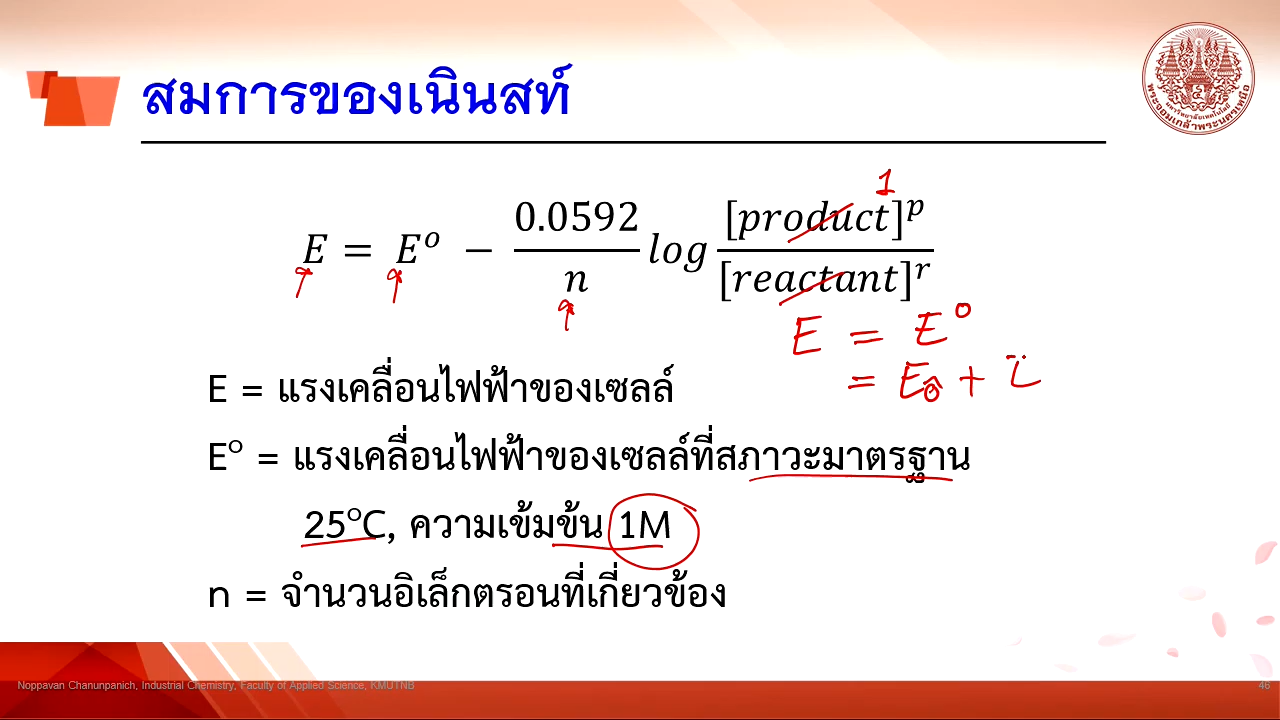 สมการของเนินสท์
1
E = E° − 0.0592/n log [product]^p/[reactant]^r
E = E°
= E
E = แรงเคลื่อนไฟฟ้าของเซลล์
E° = แรงเคลื่อนไฟฟ้าของเซลล์ที่สภาวะมาตรฐาน
25°C, ความเข้มข้น 1M
n = จำนวนอิเล็กตรอนที่เกี่ยวข้อง
Noppavan Chanunpanich, Industrial Chemistry, Faculty of Applied Science, KMUTNB
46